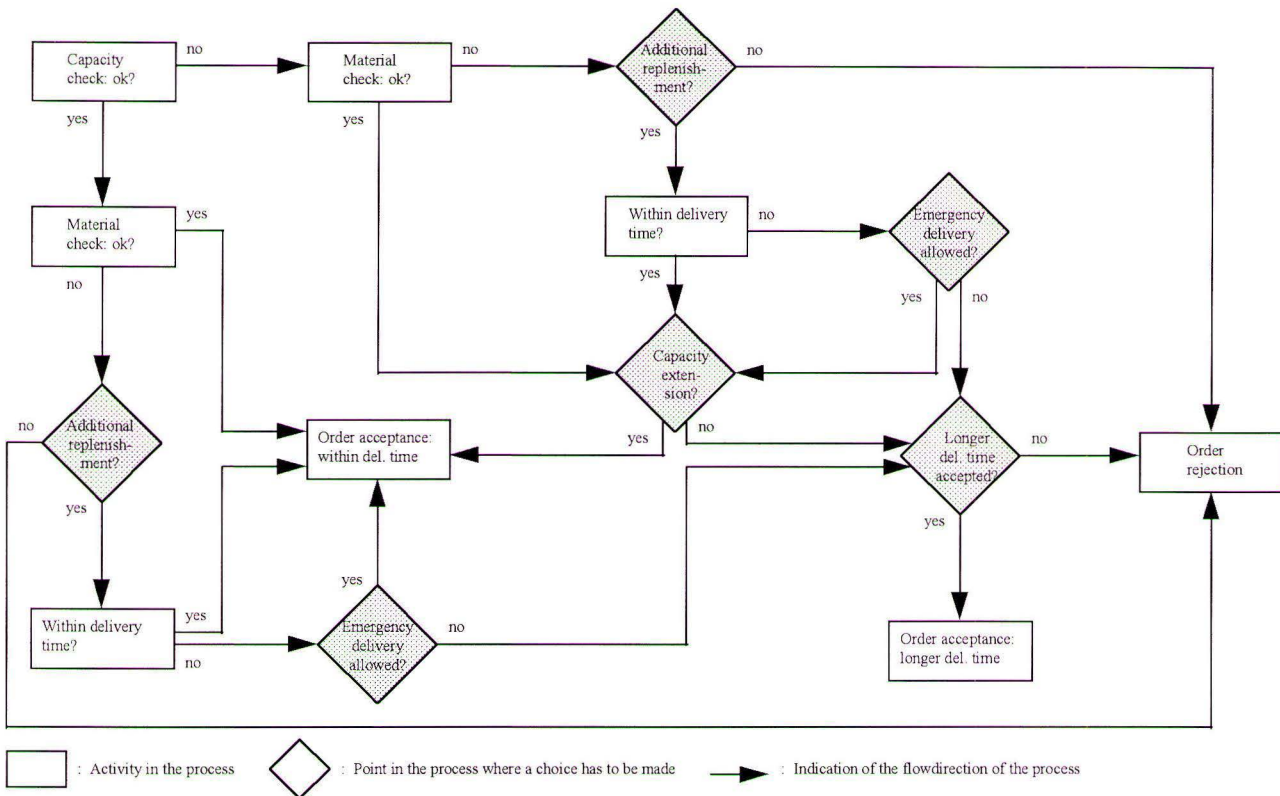 Capacity
check: ok?
no
Material
check: ok?
no
Additional
replenish-
ment?
no
yes
yes
yes
Material
check: ok?
yes
no
Within delivery
time?
no
Emergency
delivery
allowed?
yes
yes
no
Capacity
exten-
sion?
no
Additional
replenish-
ment?
yes
Order acceptance:
within del. time
yes
no
Longer
del. time
accepted?
no
Order
rejection
yes
yes
Within delivery
time?
yes
no
yes
Emergency
delivery
allowed?
no
Order acceptance:
longer del. time
: Activity in the process
: Point in the process where a choice has to be made
: Indication of the flowdirection of the process